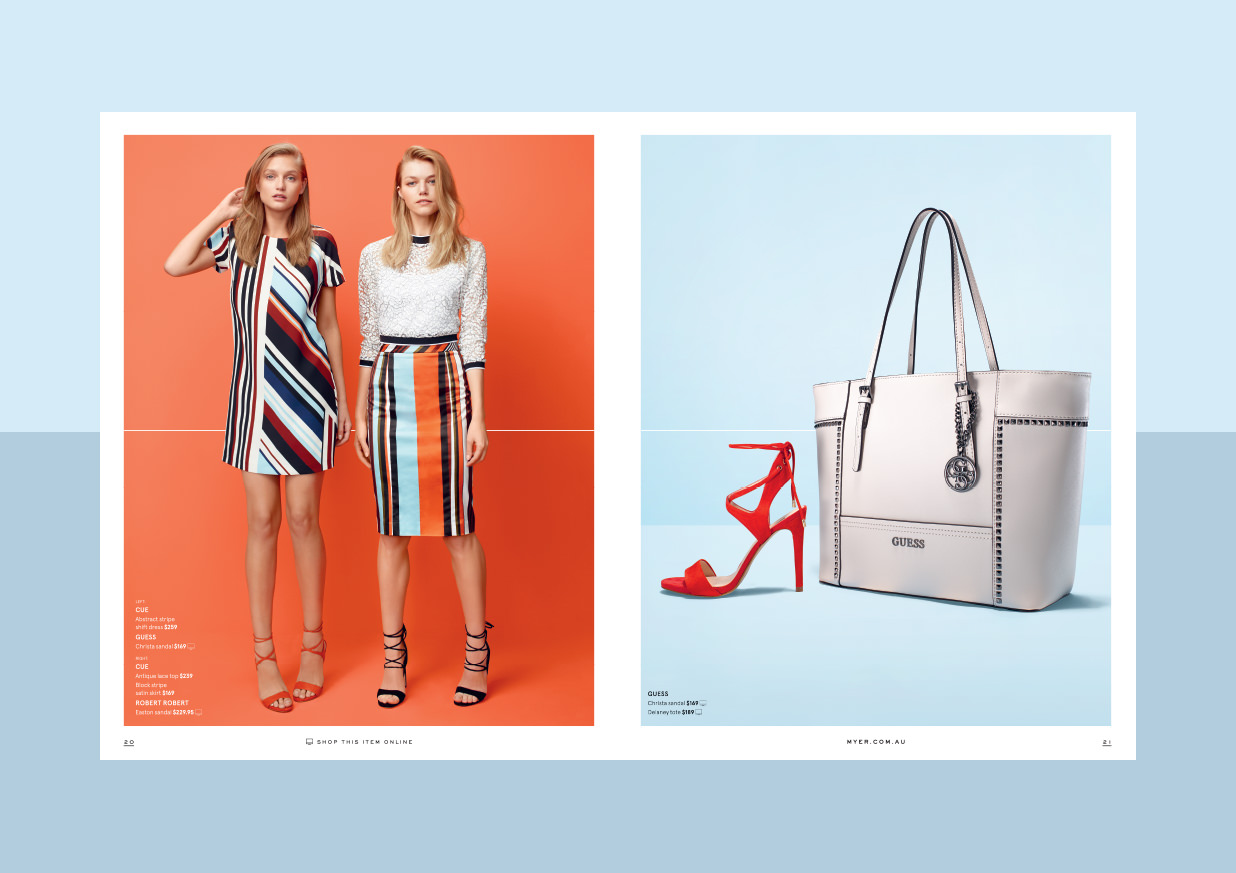 LEFT
CUE
Abstract stripe
shift dress $259
GUESS
Christa sandal $169
RIGHT
CUE
Antique lace top $239
Block stripe
satin skirt $169
ROBERT ROBERT
Easton sandal $229.95
20
SHOP THIS ITEM ONLINE
GUESS
GUESS
Christa sandal $169
Delaney tote $189
MYER.COM.AU
21